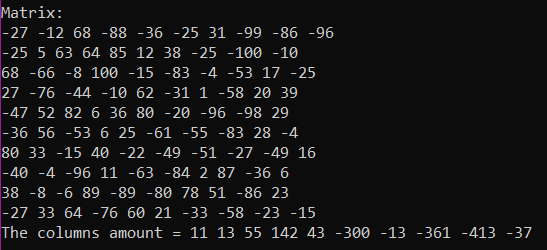 Matrix:
-27 -12 68 -88 -36 -25 31 -99 -86 -96
-25 5 63 64 85 12 38 -25 -100 -10
68 -66 -8 100 -15 -83 -4 -53 17 -25
27 -76 -44 -10 62 -31 1 -58 20 39
-47 52 82 6 36 80 -20 -96 -98 29
-36 56 -53 6 25 -61 -55 -83 28 -4
80 33 -15 40 -22 -49 -51 -27 -49 16
-40 -4 -96 11 -63 -84 2 87 -36 6
38 -8 -6 89 -89 -80 78 51 -86 23
-27 33 64 -76 60 21 -33 -58 -23 -15
The columns amount = 11 13 55 142 43 -300 -13 -361 -413 -37